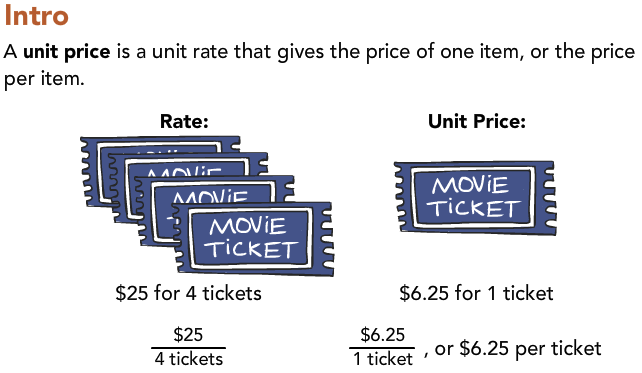 Intro
A unit price is a unit rate that gives the price of one item, or the price
per item.
Rate:
Unit Price:
MOViE
MOViE
MOViE
TiCKET
MOViE
TiCKET
$25 for 4 tickets
$6.25 for 1 ticket
$25
4 tickets
$6.25
1 ticket
, or $6.25 per ticket